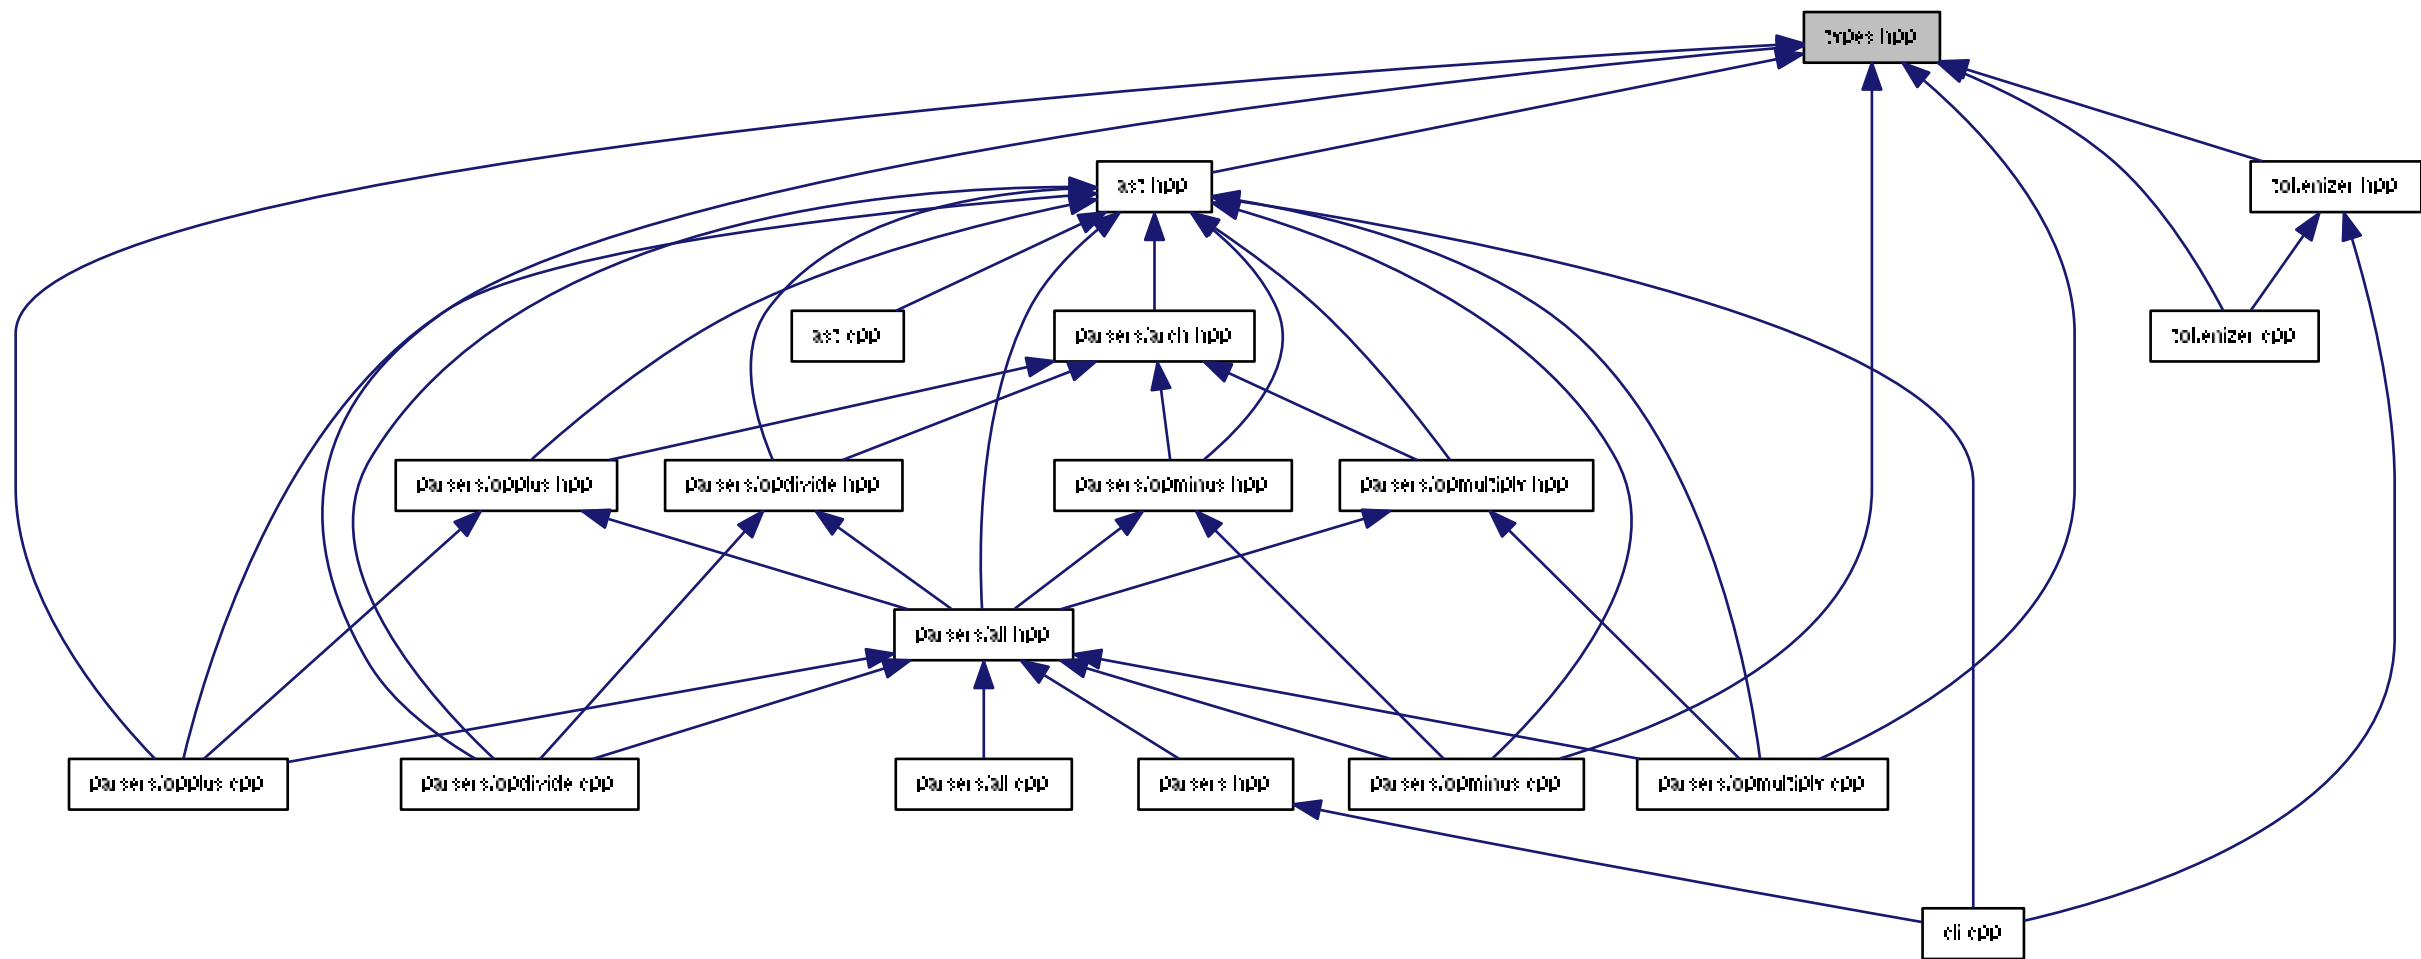 types.hpp
ast.hpp
tokenizer.hpp
ast.cpp
parsers/arch.hpp
tokenizer.cpp
parsers/opplus.hpp
parsers/opdivide.hpp
parsers/opminus.hpp
parsers/opmultiply.hpp
parsers/all.hpp
parsers/opplus.cpp
parsers/opdivide.cpp
parsers/all.cpp
parsers.hpp
parsers/opminus.cpp
parsers/opmultiply.cpp
cli.cpp